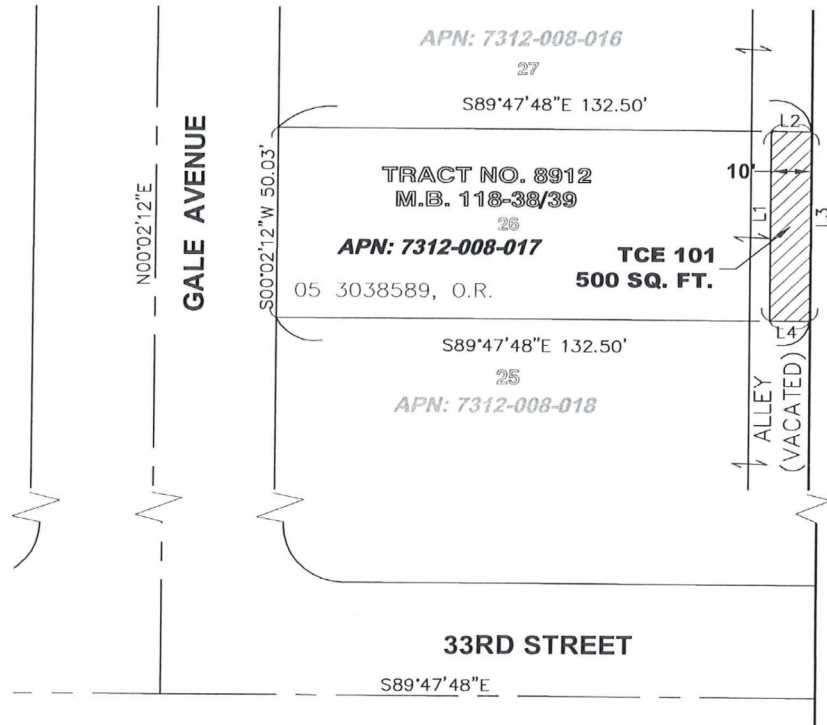 APN: 7312-008-016
27
S89°47'48"E 132.50'
L2
GALE AVENUE
N00°02'12"E
S00°02'12"W 50.03'
TRACT NO. 8912
M.B. 118-38/39
26
APN: 7312-008-017
05 3038589, O.R.
10'
L1
L3
TCE 101
500 SQ. FT.
L4
S89°47'48"E 132.50'
25
APN: 7312-008-018
ALLEY
(VACATED)
33RD STREET
S89°47'48"E